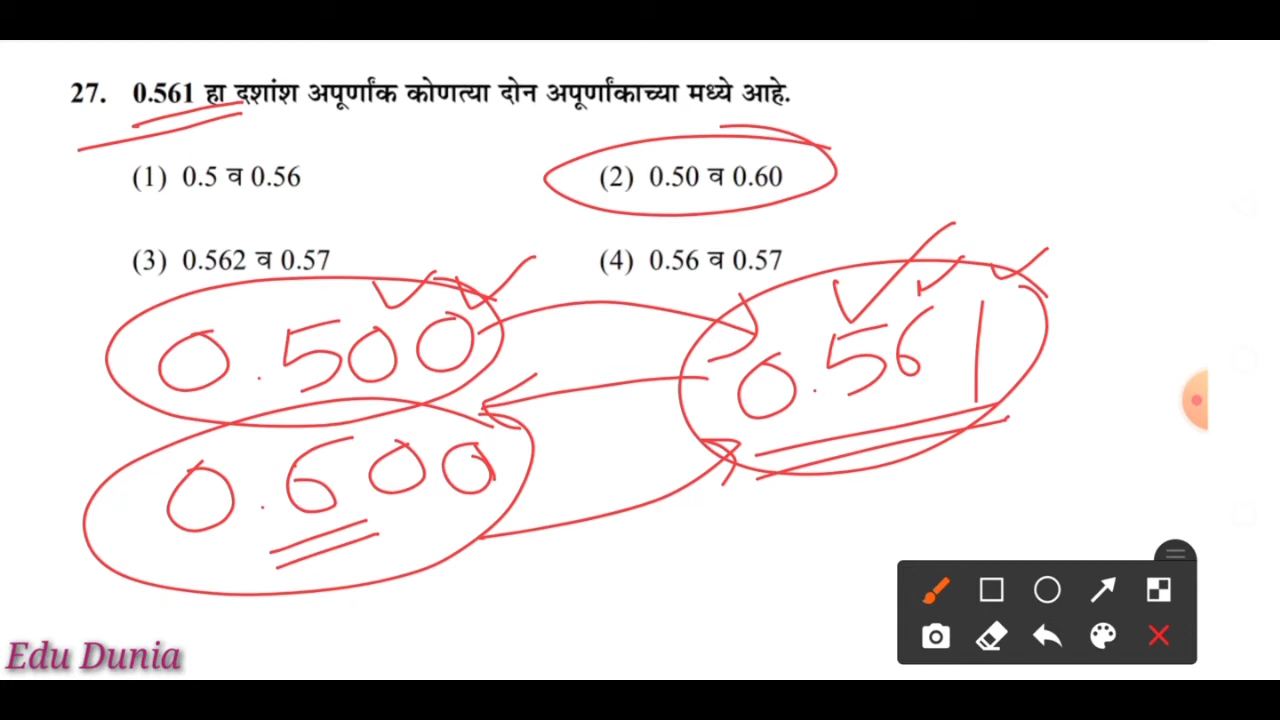 27. 0.561 हा दशांश अपूर्णांक कोणत्या दोन अपूर्णांकाच्या मध्ये आहे.
(1) 0.5 व 0.56 (2) 0.50 व 0.60
(3) 0.562 व 0.57 (4) 0.56 व 0.57
0.500 0.561
0.600
Edu Dunia